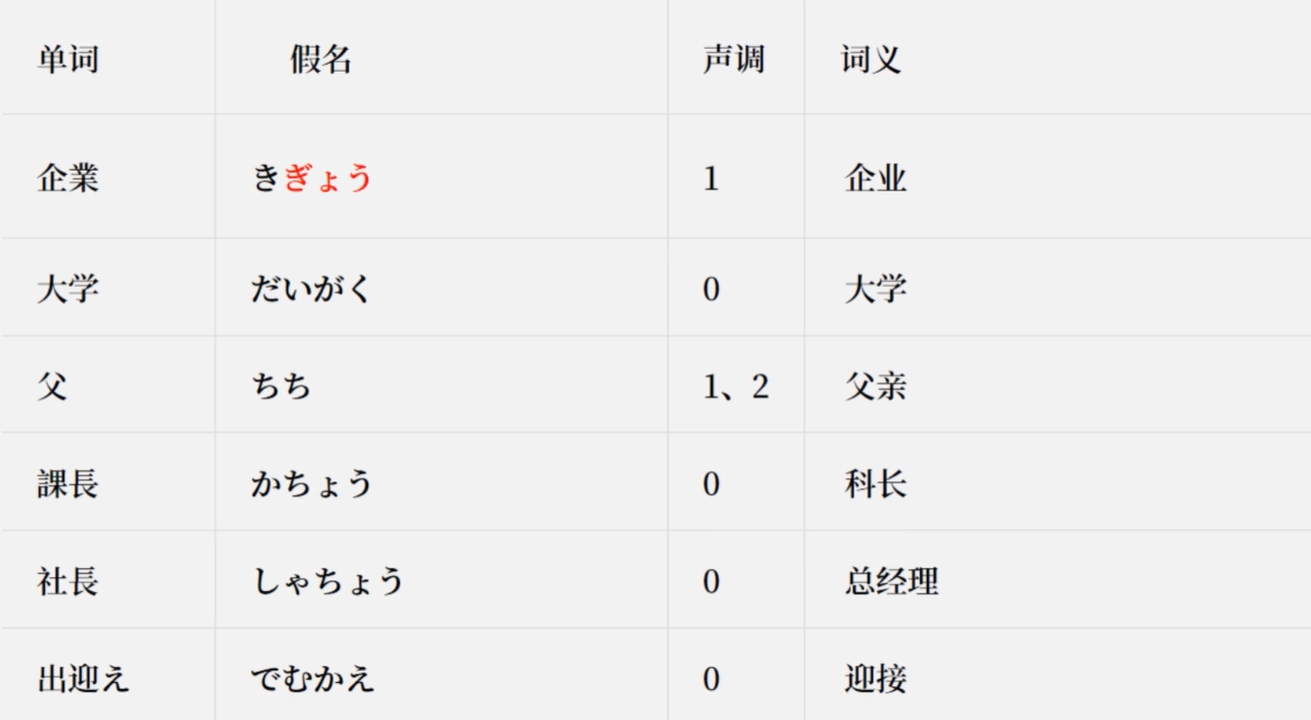 单词 假名 声调 词义
企業 きぎょう 1 企业
大学 だいがく 0 大学
父 ちち 1、2 父亲
課長 かちょう 0 科长
社長 しゃちょう 0 总经理
出迎え でむかえ 0 迎接